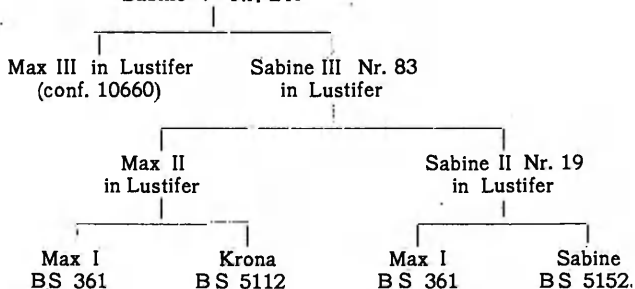 Max III in Lustifer Sabine III Nr. 83
(conf. 10660) in Lustifer
Max II Sabine II Nr. 19
in Lustifer in Lustifer
Max I Krona Max I Sabine
BS 361 BS 5112 BS 361 BS 5152.